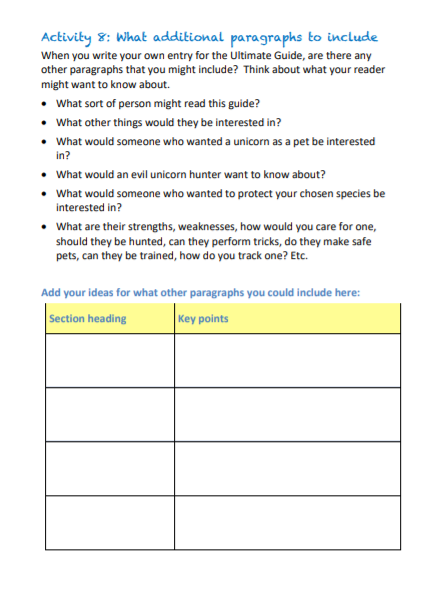 Activity 8: What additional paragraphs to include
When you write your own entry for the Ultimate Guide, are there any
other paragraphs that you might include?  Think about what your reader
might want to know about.
• What sort of person might read this guide?
• What other things would they be interested in?
• What would someone who wanted a unicorn as a pet be interested
in?
• What would an evil unicorn hunter want to know about?
• What would someone who wanted to protect your chosen species be
interested in?
• What are their strengths, weaknesses, how would you care for one,
should they be hunted, can they perform tricks, do they make safe
pets, can they be trained, how do you track one? Etc.
Add your ideas for what other paragraphs you could include here:
Section heading
Key points